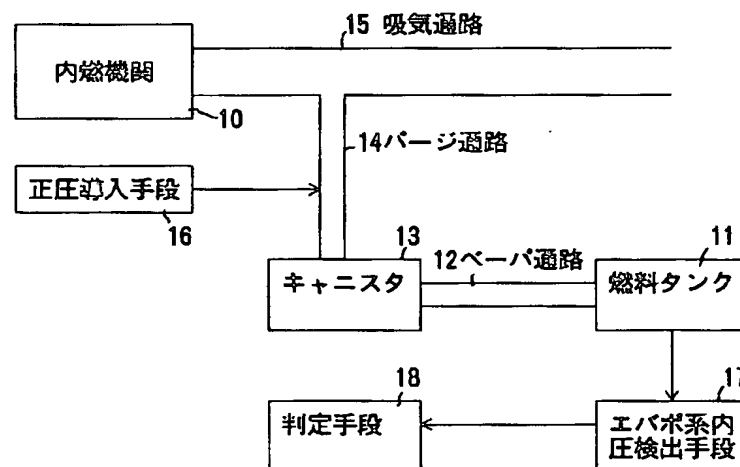 15 吸気通路
内燃機関
10
14パージ通路
正圧導入手段
16
13
11
12ベーパ通路
キャニスタ
燃料タンク
18
17
判定手段
エバポ系内
圧検出手段